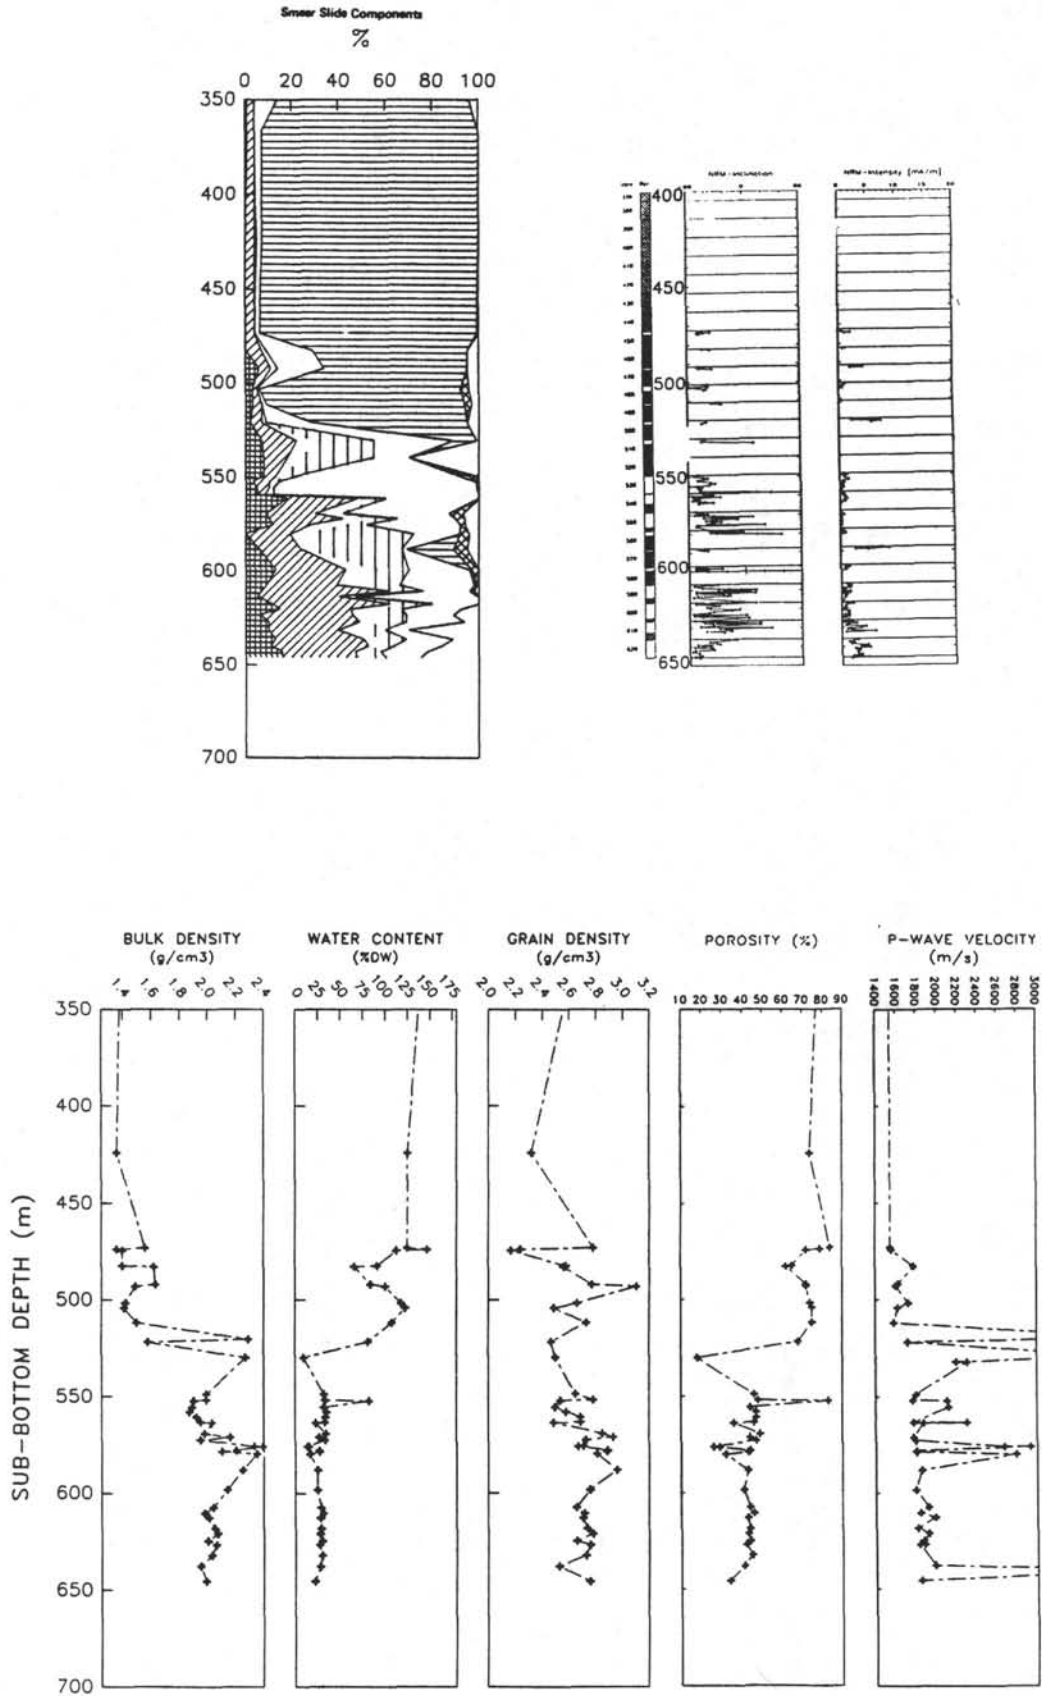 Smear Slide Components
%
0 20 40 60 80 100
350
400
450
500
550
600
650
700
NRM-Inclination
NRM-Intensity [mA/m]
400
450
500
550
600
650
BULK DENSITY
(g/cm3)
WATER CONTENT
(%DW)
GRAIN DENSITY
(g/cm3)
POROSITY (%)
P-WAVE VELOCITY
(m/s)
1.4 1.6 1.8 2.0 2.2 2.4
0 25 50 75 100 125 150 175
2.0 2.2 2.4 2.6 2.8 3.0 3.2
10 20 30 40 50 60 70 80 90
1400 1600 1800 2000 2200 2400 2600 2800 3000
SUB-BOTTOM DEPTH (m)
350
400
450
500
550
600
650
700